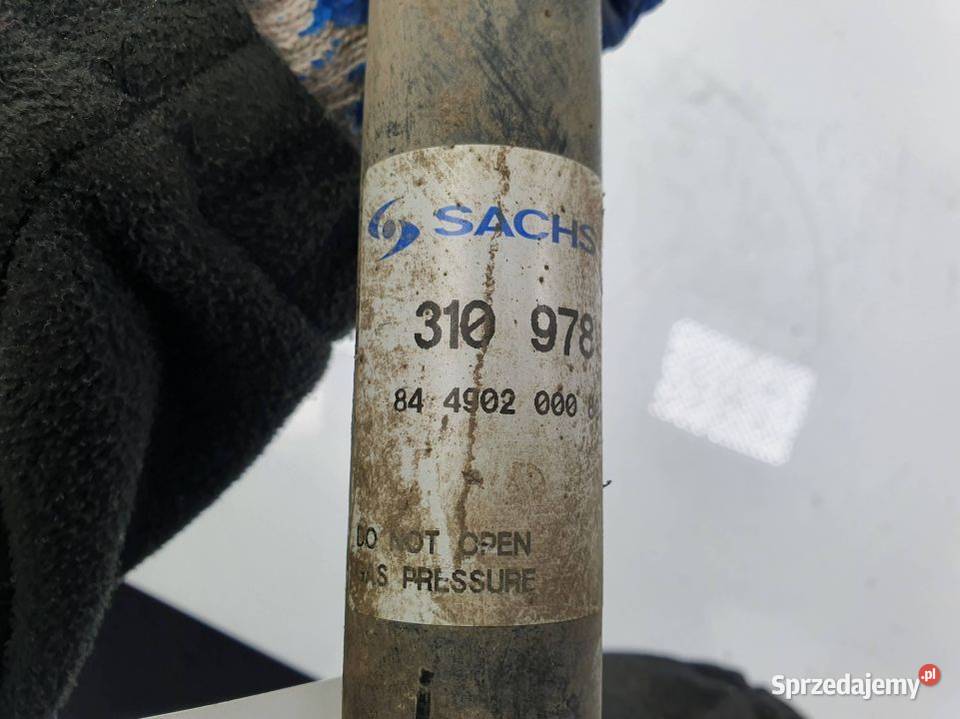 SACHS
310 978
84 4902 000
DO NOT OPEN
GAS PRESSURE
Sprzedajemy.pl